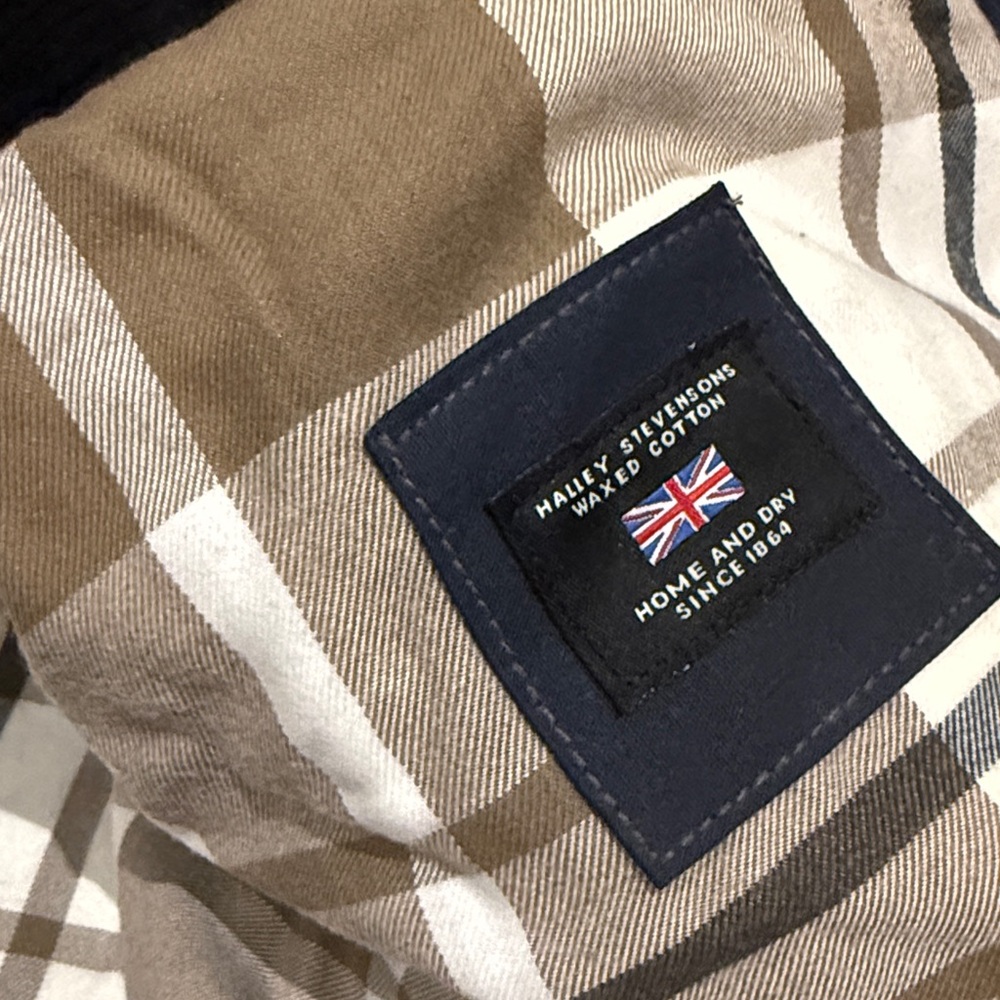 HALLEY STEVENSONS
WAXED COTTON
HOME AND DRY
SINCE 1864